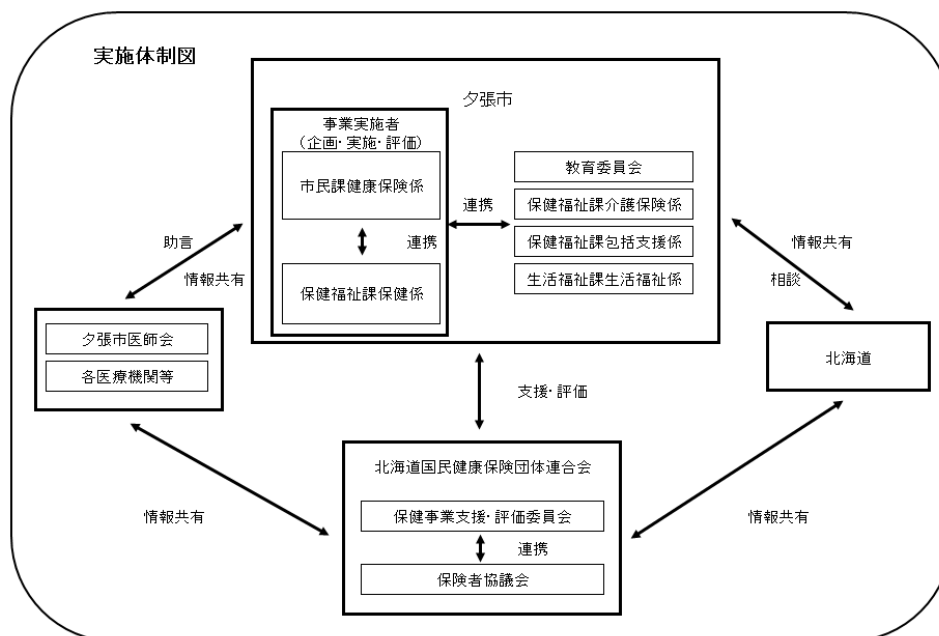 実施体制図
夕張市
事業実施者
(企画・実施・評価)
市民課健康保険係
連携
保健福祉課保健係
連携
教育委員会
保健福祉課介護保険係
保健福祉課包括支援係
生活福祉課生活福祉係
助言
情報共有
情報共有
相談
夕張市医師会
各医療機関等
北海道
支援・評価
北海道国民健康保険団体連合会
保健事業支援・評価委員会
連携
保険者協議会
情報共有
情報共有